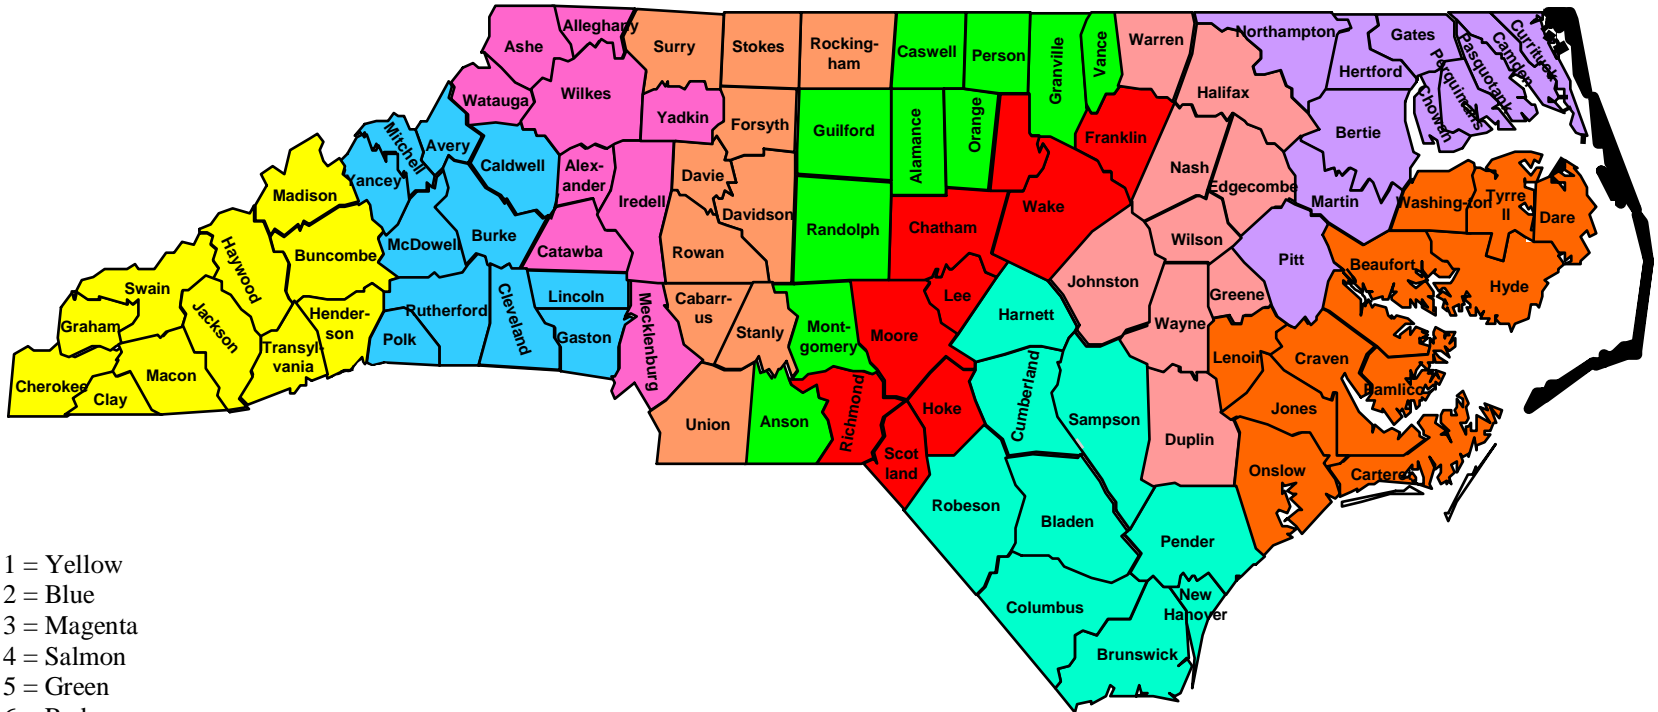 Alleghany
Ashe
Surry
Stokes
Rocking-
ham
Caswell
Person
Granville
Vance
Warren
Northampton
Gates
Hertford
Currituck
Camden
Pasquotank
Perquimans
Chowan
Halifax
Watauga
Wilkes
Yadkin
Forsyth
Guilford
Alamance
Orange
Franklin
Bertie
Mitchell
Avery
Caldwell
Alex-
ander
Iredell
Davie
Davidson
Nash
Edgecombe
Martin
Washing-ton
Tyrre
ll
Dare
Madison
Yancey
McDowell
Burke
Catawba
Rowan
Randolph
Chatham
Wake
Wilson
Pitt
Beaufort
Hyde
Haywood
Buncombe
Swain
Jackson
Graham
Hender-
son
Transyl-
vania
Rutherford
Polk
Cleveland
Lincoln
Gaston
Mecklenburg
Cabarr-
us
Stanly
Mont-
gomery
Moore
Lee
Harnett
Johnston
Greene
Wayne
Lenoir
Craven
Pamlico
Cherokee
Clay
Macon
Union
Anson
Richmond
Hoke
Scot
land
Cumberland
Sampson
Duplin
Jones
Onslow
Carteret
Robeson
Bladen
Pender
Columbus
New
Hanover
Brunswick
1 = Yellow
2 = Blue
3 = Magenta
4 = Salmon
5 = Green